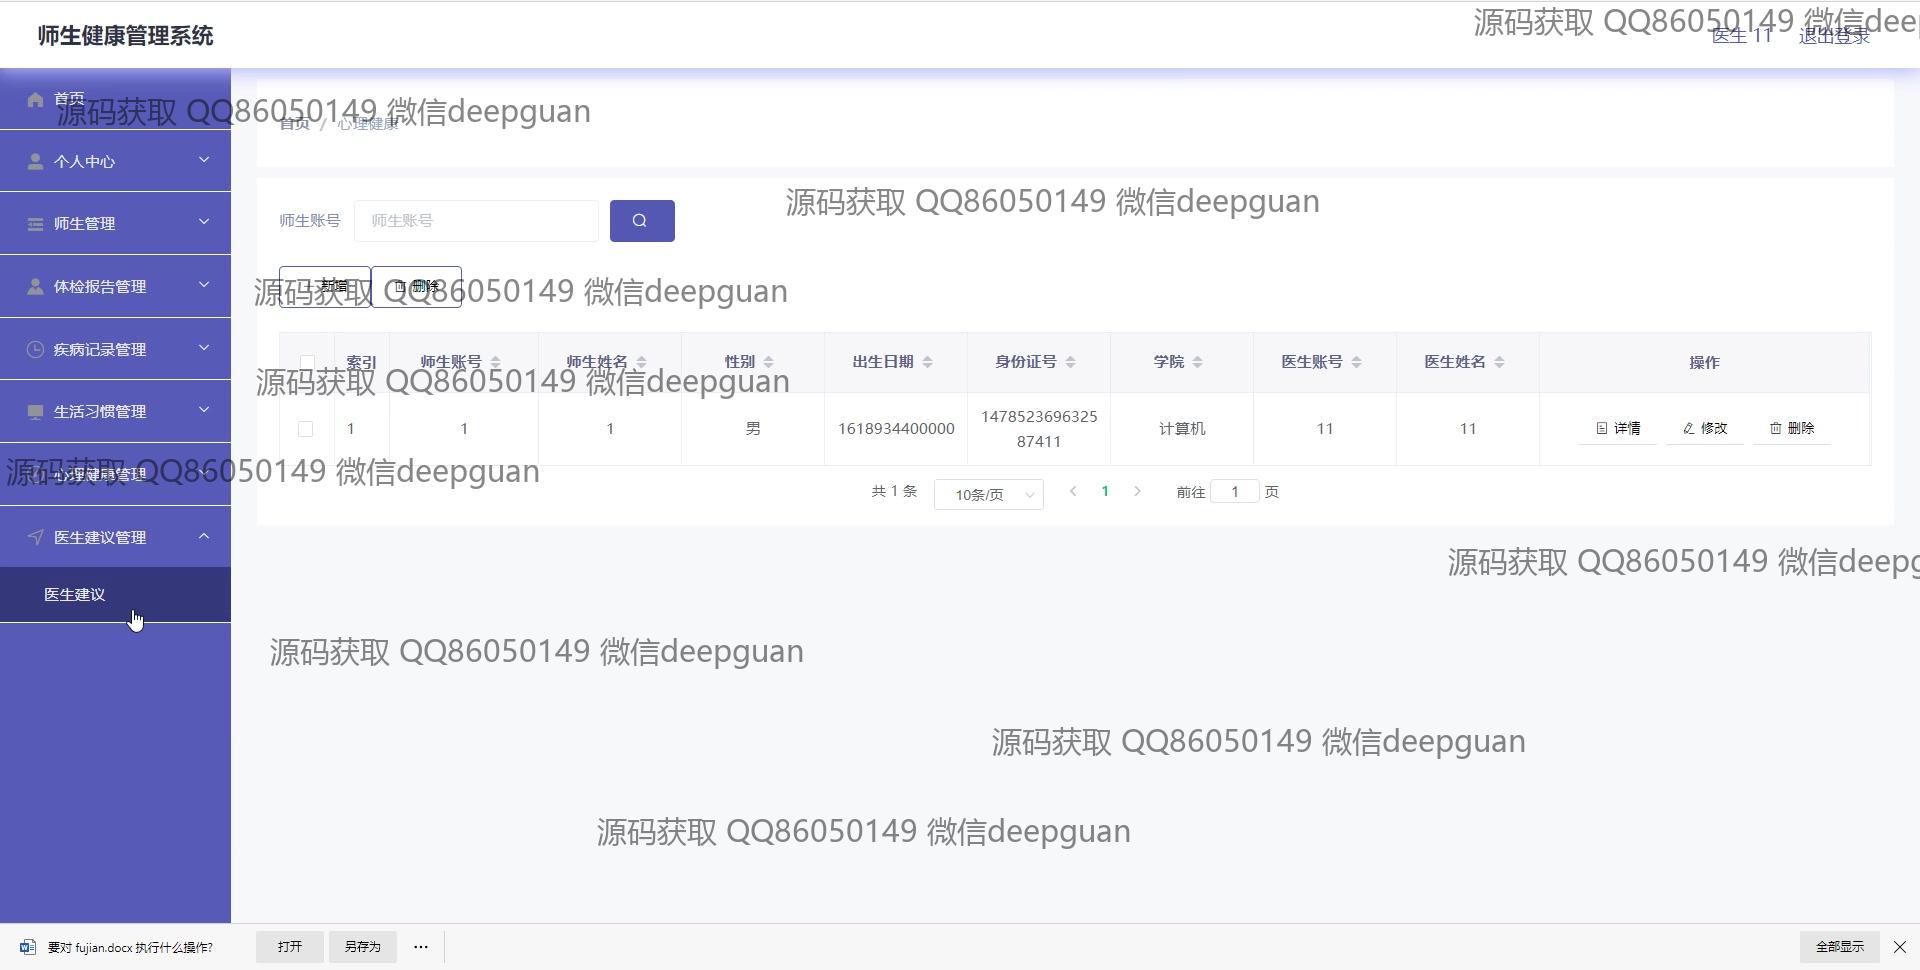 师生健康管理系统
源码获取 QQ86050149 微信deep
医生 11 退出登录
首页
源码获取 QQ86050149 微信deepguan
首页 / 心理健康
个人中心
师生管理
体检报告管理
疾病记录管理
生活习惯管理
心理健康管理
医生建议管理
医生建议
源码获取 QQ86050149 微信deepguan
师生账号 师生账号
新增 删除
源码获取 QQ86050149 微信deepguan
索引 师生账号 师生姓名 性别 出生日期 身份证号 学院 医生账号 医生姓名 操作
源码获取 QQ86050149 微信deepguan
1 1 1 男 1618934400000 1478523696325 计算机 11 11 详情 修改 删除
87411
源码获取 QQ86050149 微信deepguan
共 1 条 10条/页 1 前往 1 页
源码获取 QQ86050149 微信deepg
源码获取 QQ86050149 微信deepguan
源码获取 QQ86050149 微信deepguan
源码获取 QQ86050149 微信deepguan
要对 fujian.docx 执行什么操作? 打开 另存为 ··· 全部显示